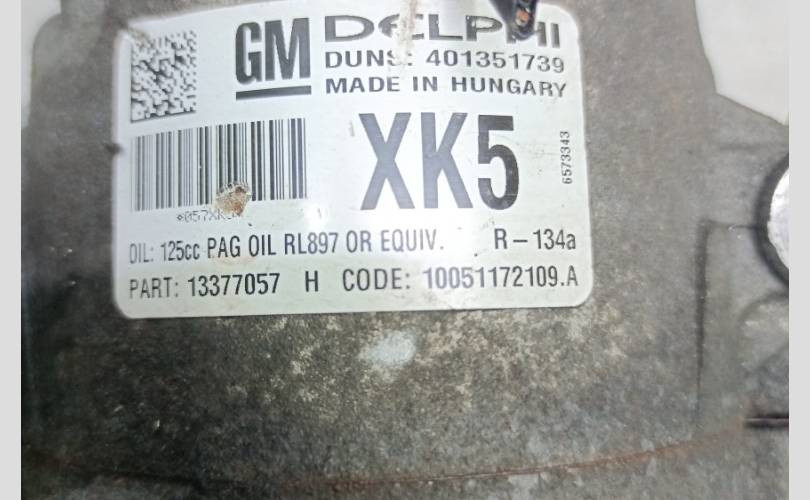 GM DELPHI
DUNS: 401351739
MADE IN HUNGARY
XK5
6573343
OIL: 125cc PAG OIL RL897 OR EQUIV. R-134a
PART: 13377057 H CODE: 10051172109.A